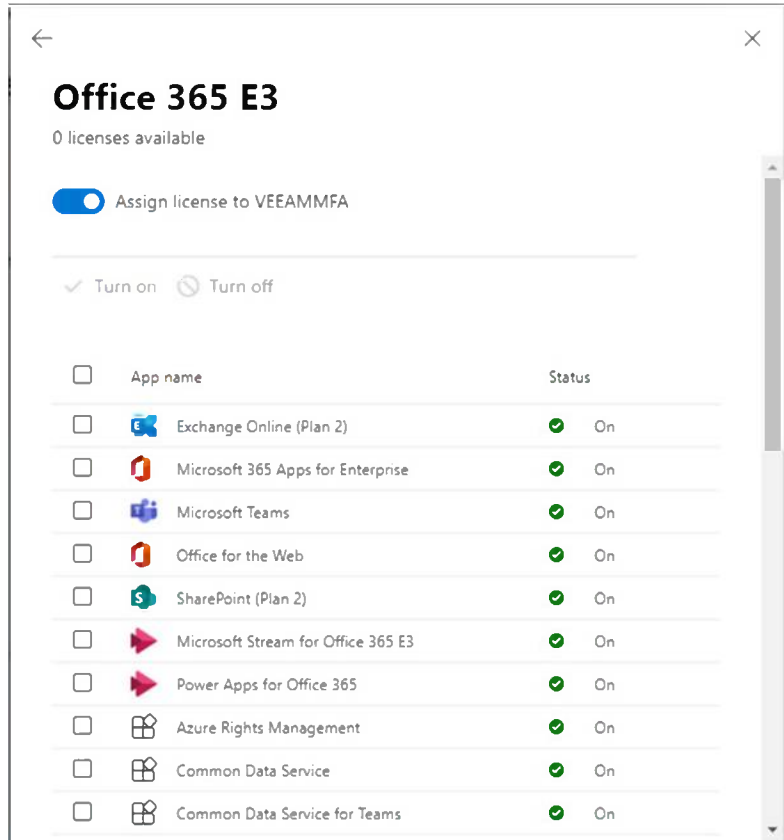 Office 365 E3
0 licenses available
Assign license to VEEAMMFA
Turn on Turn off
App name Status
Exchange Online (Plan 2) On
Microsoft 365 Apps for Enterprise On
Microsoft Teams On
Office for the Web On
SharePoint (Plan 2) On
Microsoft Stream for Office 365 E3 On
Power Apps for Office 365 On
Azure Rights Management On
Common Data Service On
Common Data Service for Teams On